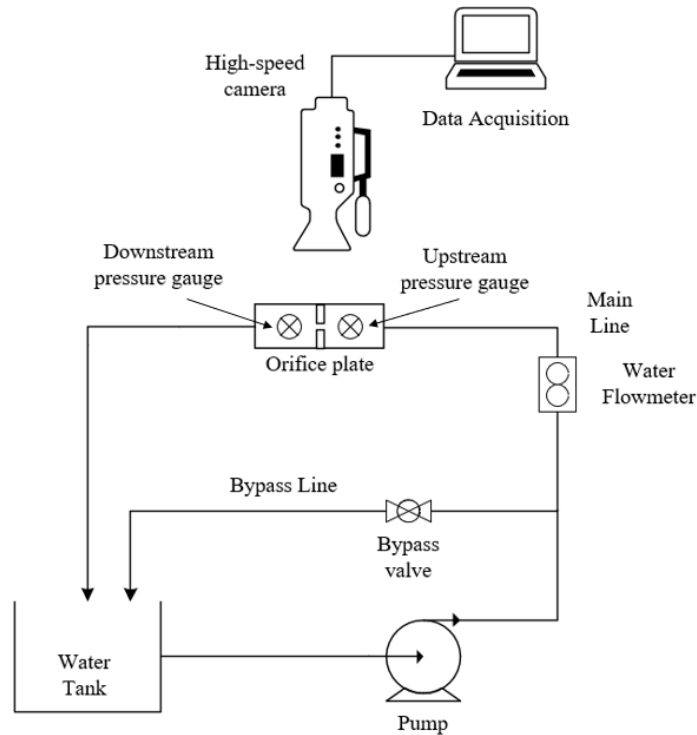 High-speed
camera
Data Acquisition
Downstream
pressure gauge
Upstream
pressure gauge
Main
Line
Orifice plate
Water
Flowmeter
Bypass Line
Bypass
valve
Water
Tank
Pump